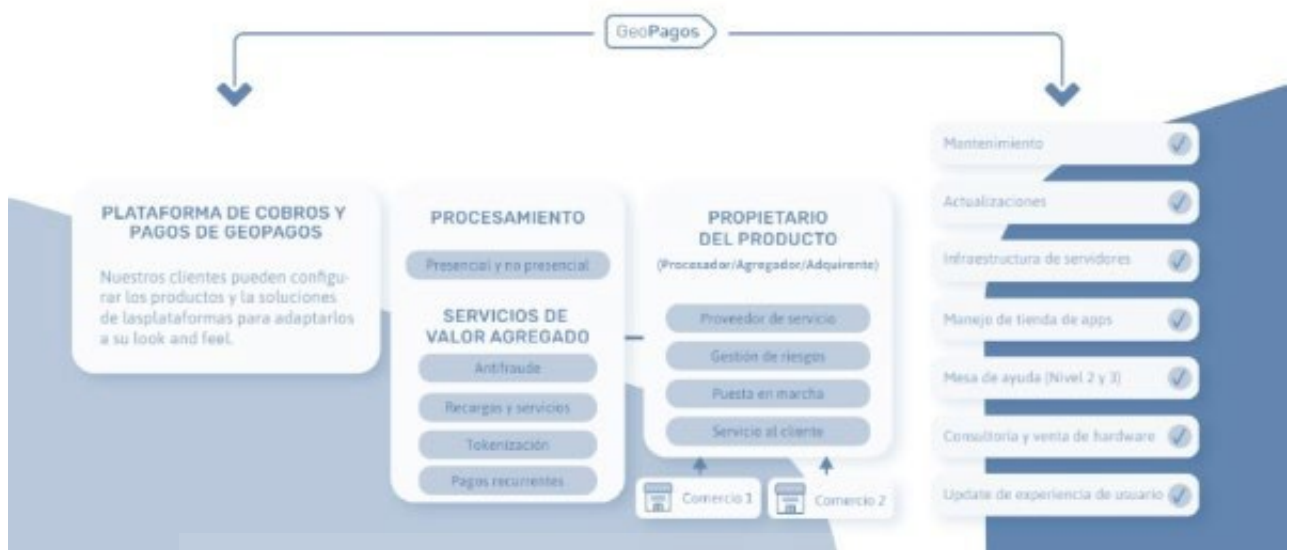 GeoPagos
PLATAFORMA DE COBROS Y
PAGOS DE GEOPAGOS
Nuestros clientes pueden configu-
rar los productos y la soluciones
de lasplataformas para adaptarlos
a su look and feel.
PROCESAMIENTO
Presencial y no presencial
SERVICIOS DE
VALOR AGREGADO
Antifraude
Recargas y servicios
Tokenización
Pagos recurrentes
PROPIETARIO
DEL PRODUCTO
(Procesador/Agregador/Adquirente)
Proveedor de servicio
Gestión de riesgos
Puesta en marcha
Servicio al cliente
Comercio 1
Comercio 2
Mantenimiento
Actualizaciones
Infraestructura de servidores
Manejo de tienda de apps
Mesa de ayuda (Nivel 2 y 3)
Consultoría y venta de hardware
Update de experiencia de usuario